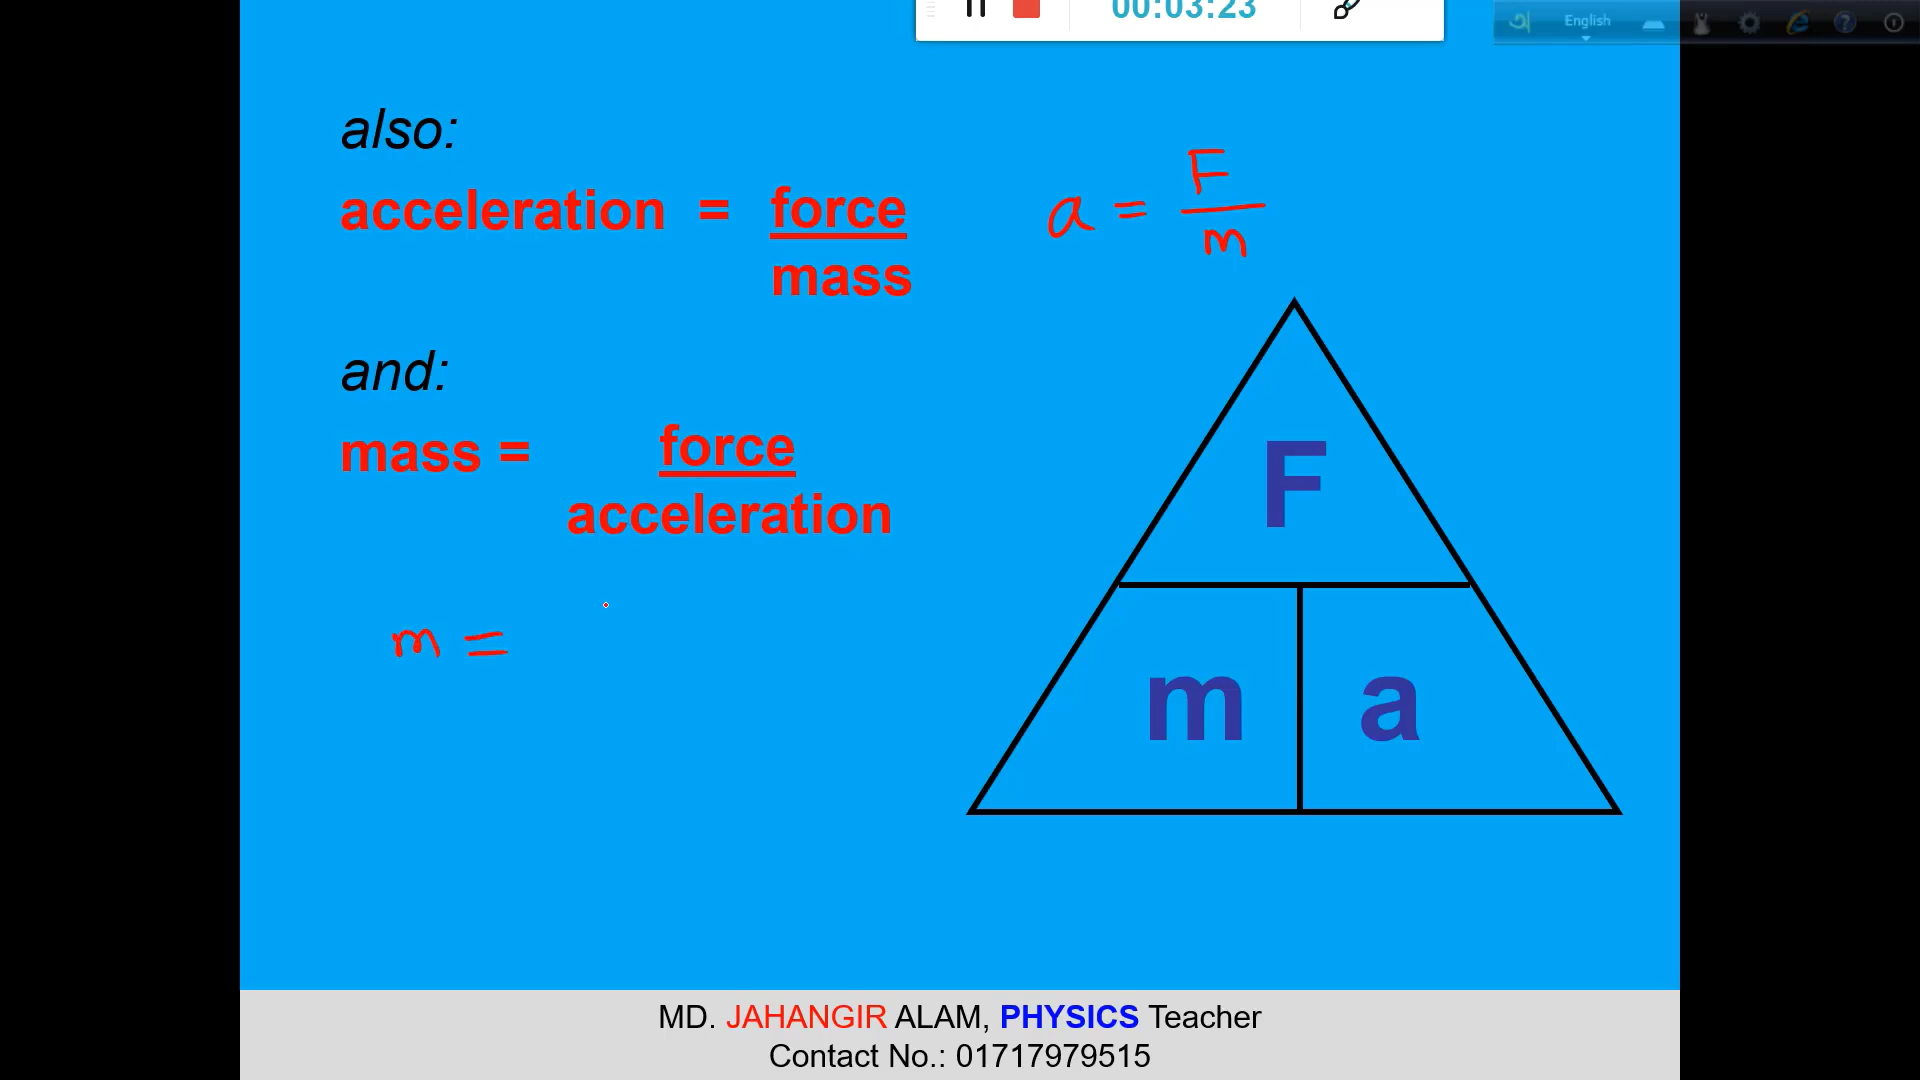 00:03:23
English
also:
acceleration = force
mass
a = F
m
and:
mass = force
acceleration
m =
F
m a
MD. JAHANGIR ALAM, PHYSICS Teacher
Contact No.: 01717979515